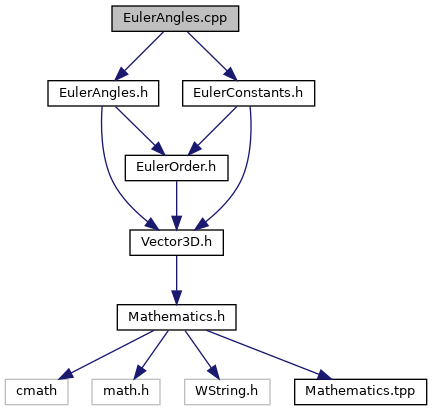 EulerAngles.cpp
EulerAngles.h
EulerConstants.h
EulerOrder.h
Vector3D.h
Mathematics.h
cmath
math.h
WString.h
Mathematics.tpp